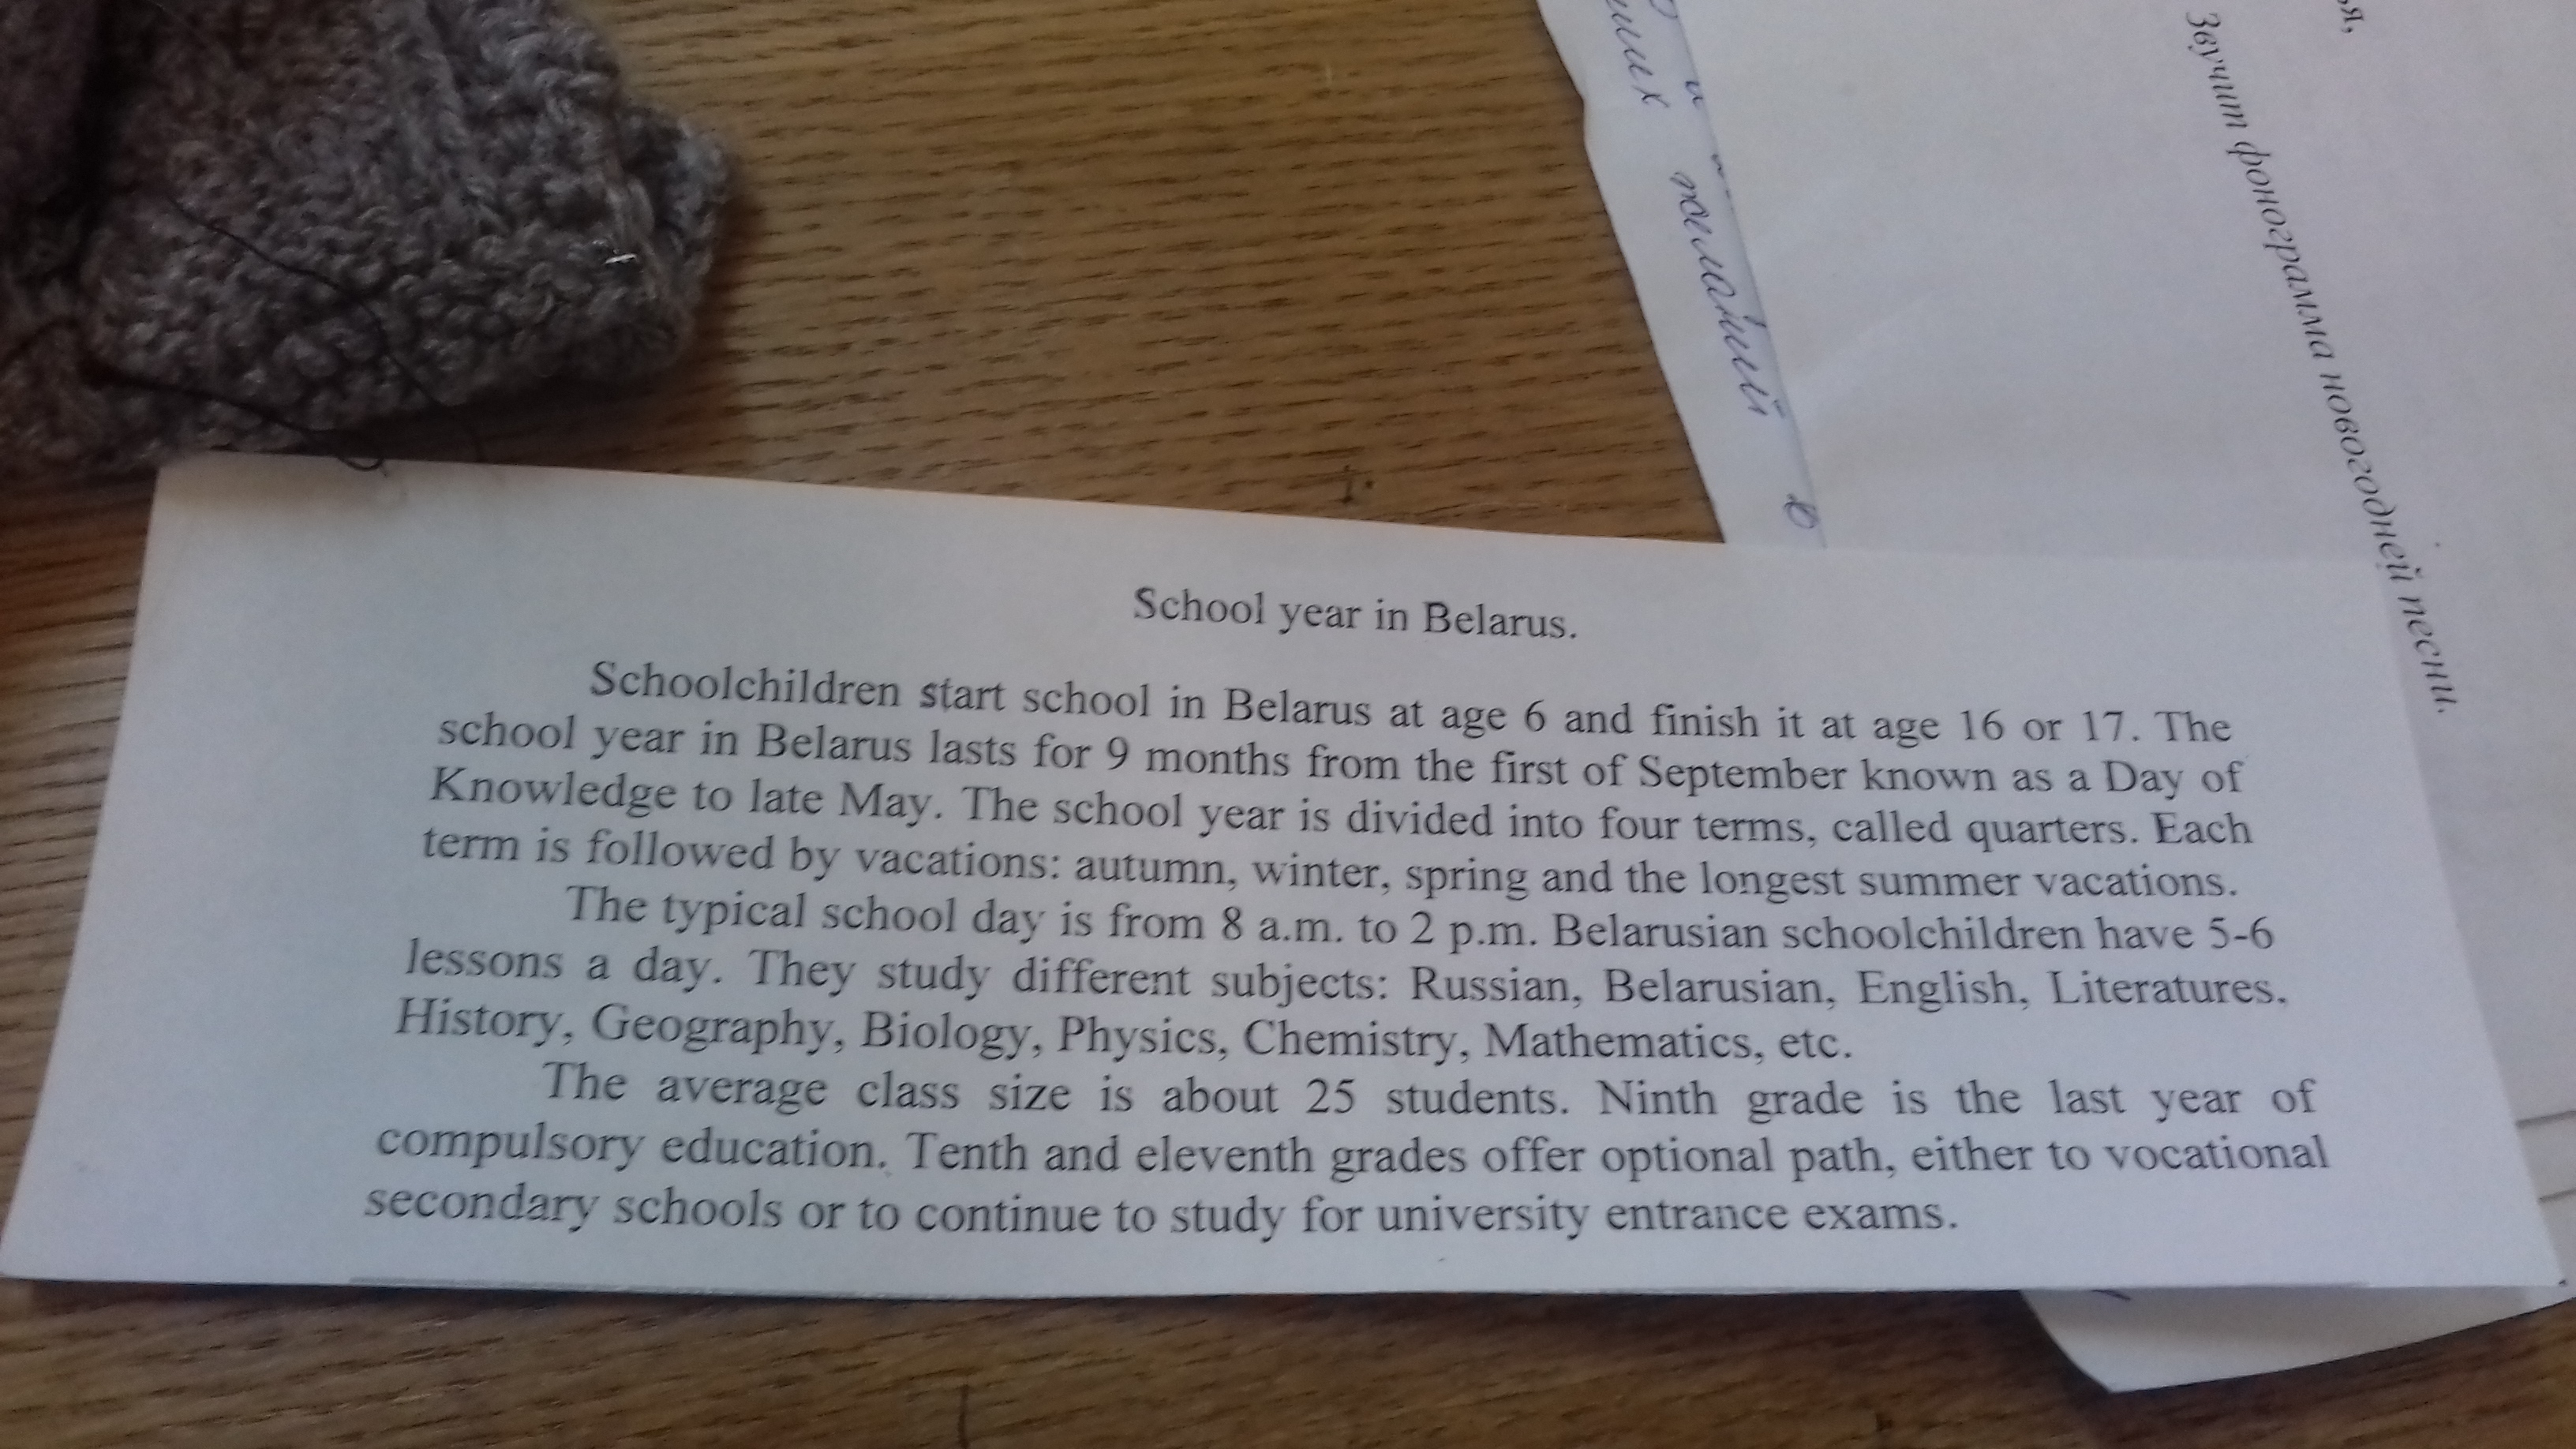 School year in Belarus.
Schoolchildren start school in Belarus at age 6 and finish it at age 16 or 17. The
school year in Belarus lasts for 9 months from the first of September known as a Day of
Knowledge to late May. The school year is divided into four terms, called quarters. Each
term is followed by vacations: autumn, winter, spring and the longest summer vacations.
The typical school day is from 8 a.m. to 2 p.m. Belarusian schoolchildren have 5-6
lessons a day. They study different subjects: Russian, Belarusian, English, Literatures,
History, Geography, Biology, Physics, Chemistry, Mathematics, etc.
The average class size is about 25 students. Ninth grade is the last year of
compulsory education. Tenth and eleventh grades offer optional path, either to vocational
secondary schools or to continue to study for university entrance exams.
Звучит фонограмма новогодней песни.